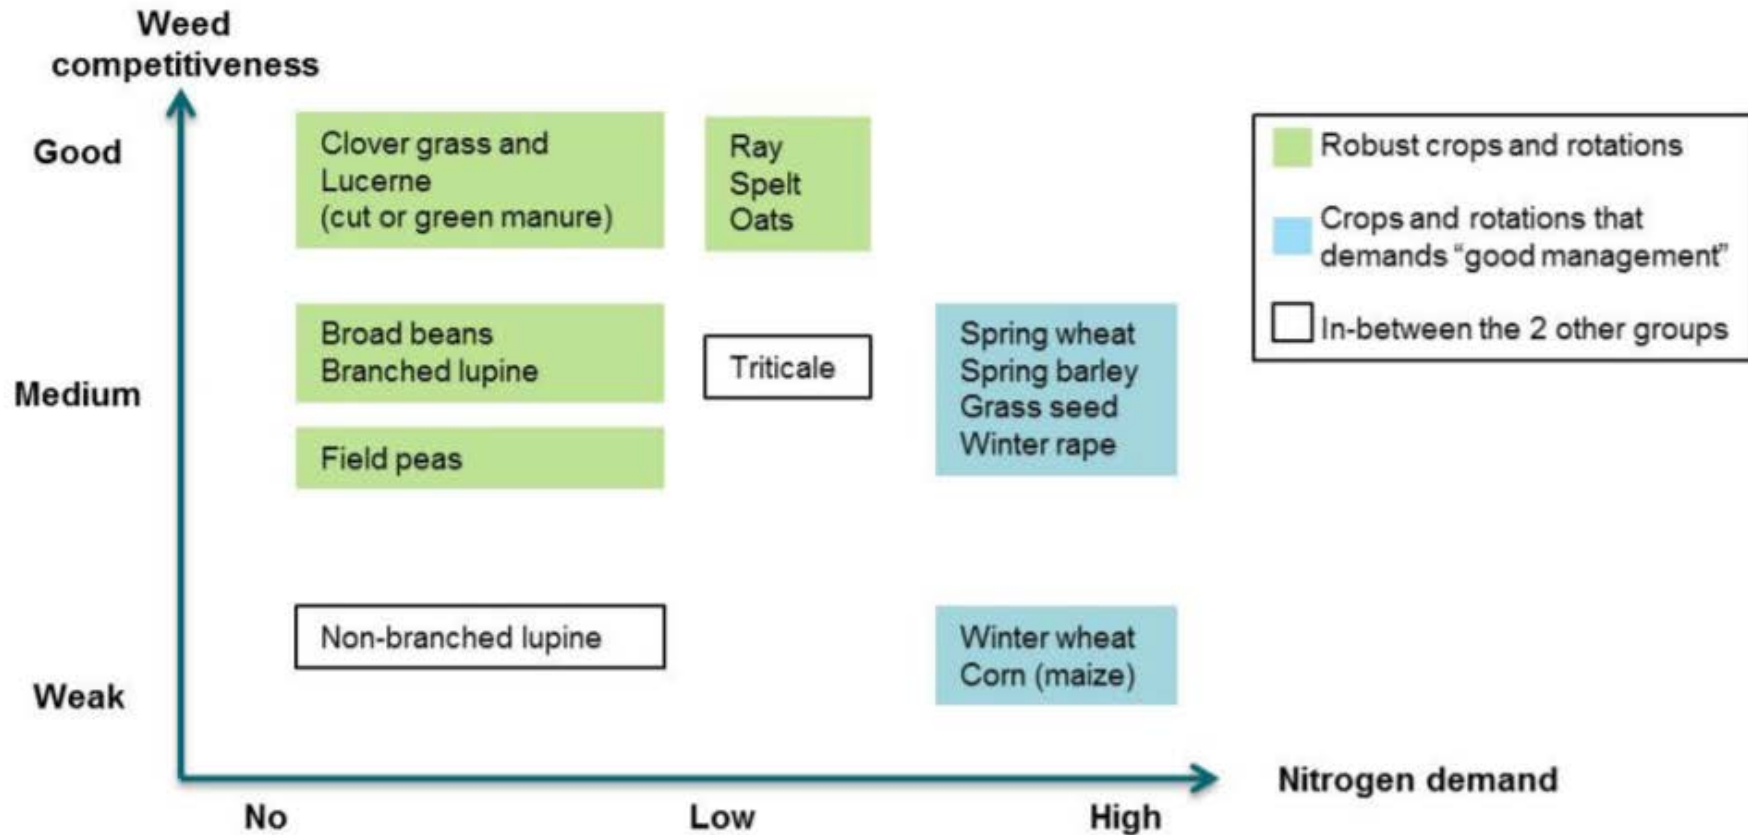 Weed
competitiveness
Good
Clover grass and
Lucerne
(cut or green manure)
Ray
Spelt
Oats
Robust crops and rotations
Crops and rotations that
demands “good management”
In-between the 2 other groups
Medium
Broad beans
Branched lupine
Field peas
Triticale
Spring wheat
Spring barley
Grass seed
Winter rape
Weak
Non-branched lupine
Winter wheat
Corn (maize)
Nitrogen demand
No
Low
High